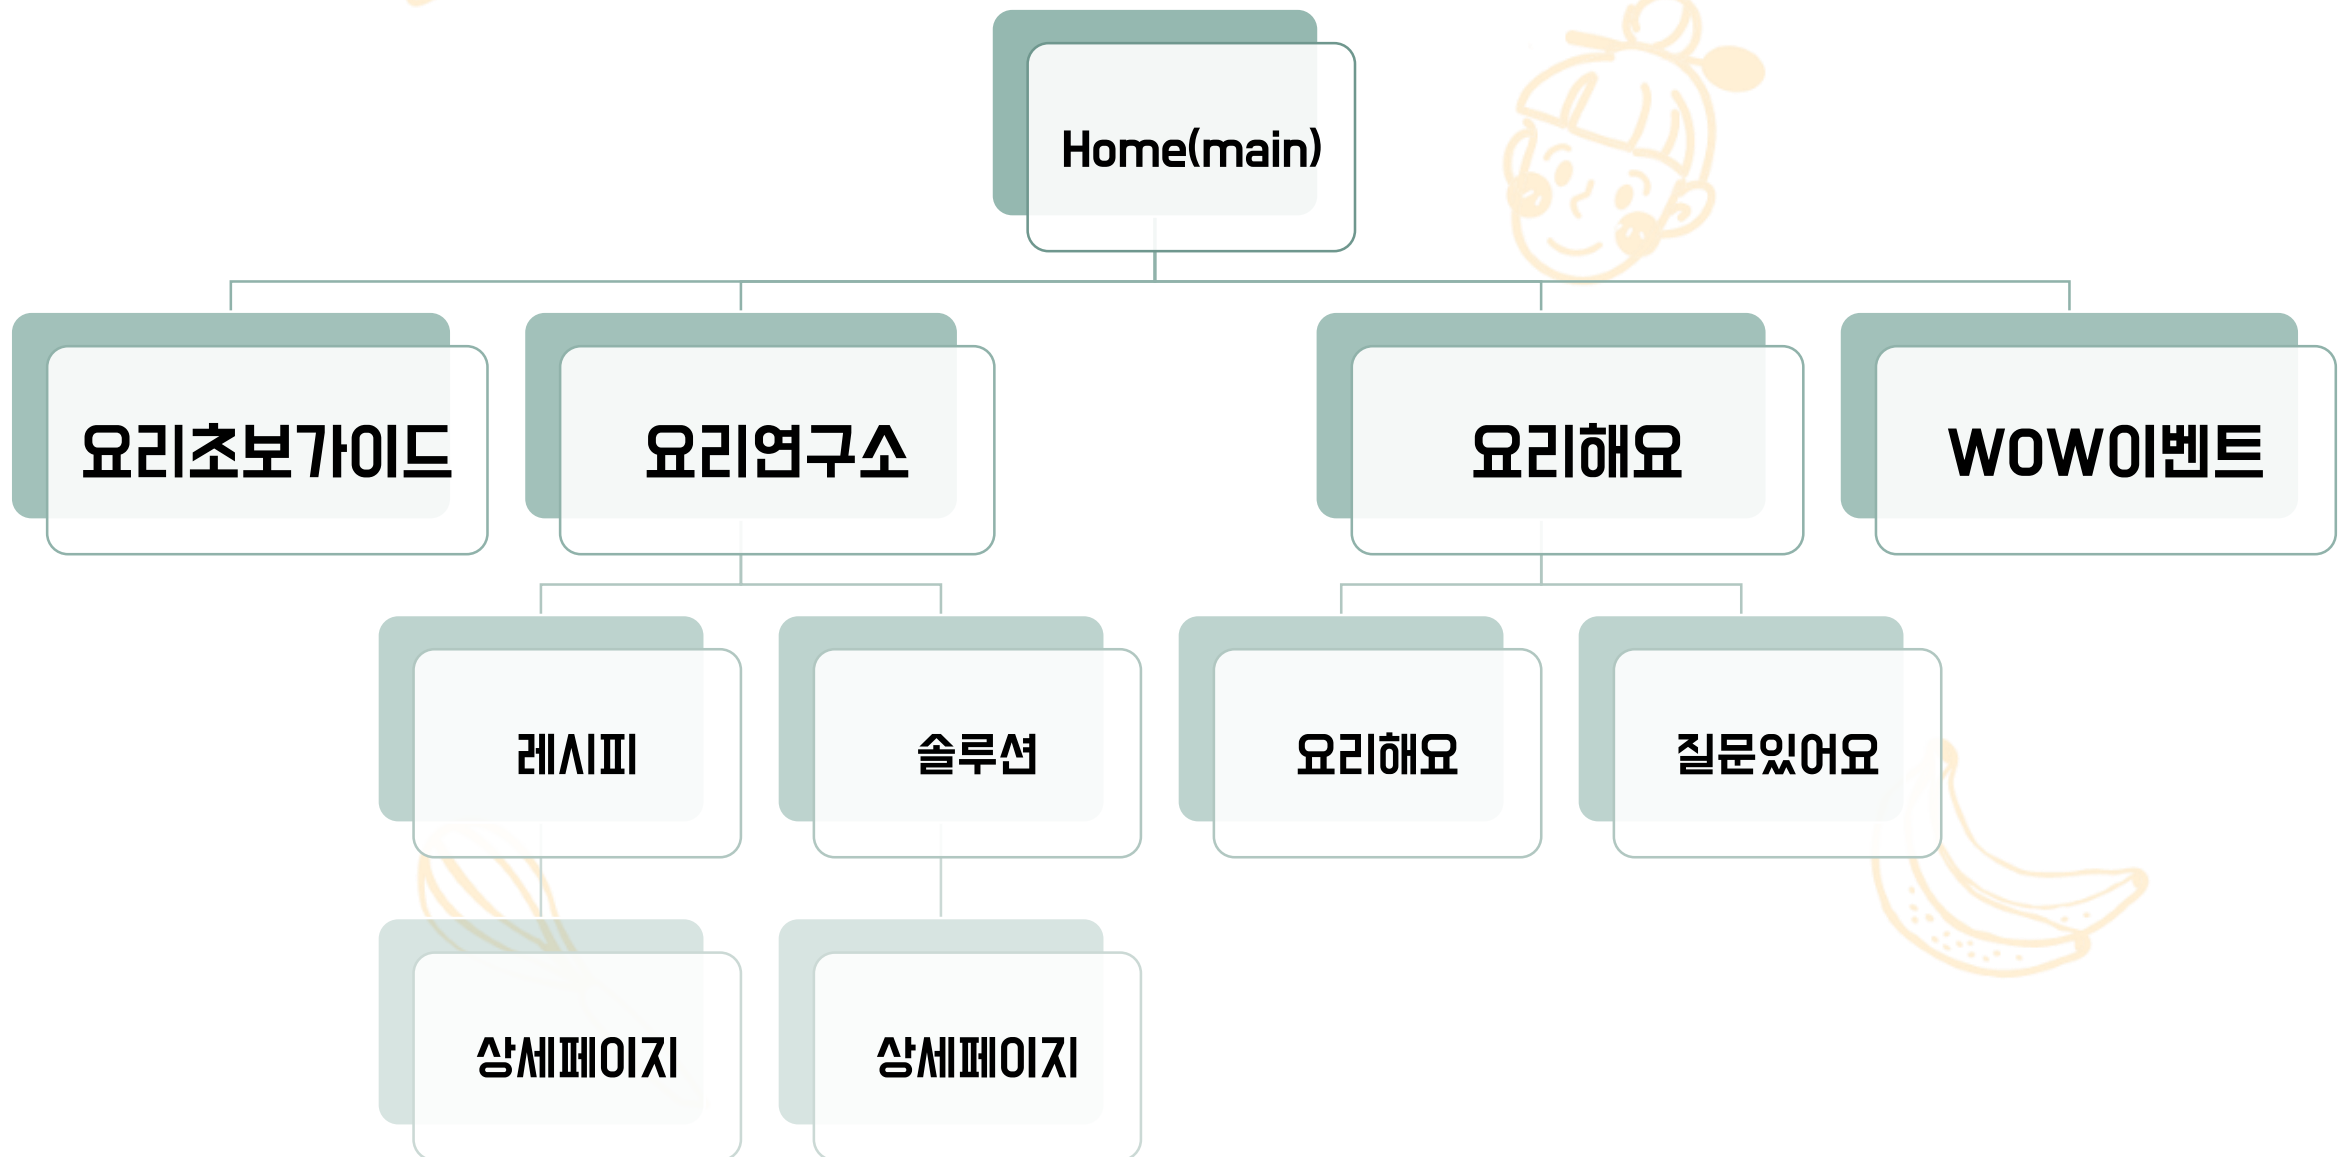 Home(main)
요리초보가이드
요리연구소
요리해요
WOW이벤트
레시피
솔루션
요리해요
질문있어요
상세페이지
상세페이지